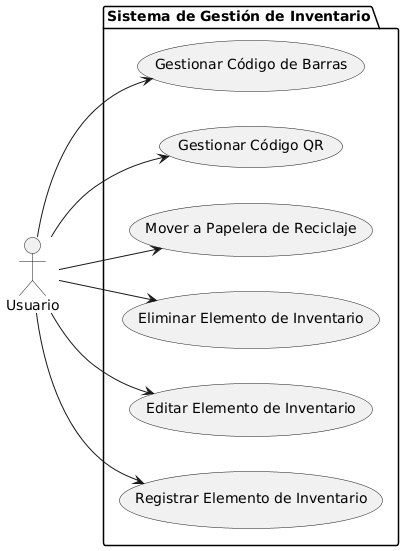 Sistema de Gestión de Inventario
Gestionar Código de Barras
Gestionar Código QR
Mover a Papelera de Reciclaje
Usuario
Eliminar Elemento de Inventario
Editar Elemento de Inventario
Registrar Elemento de Inventario